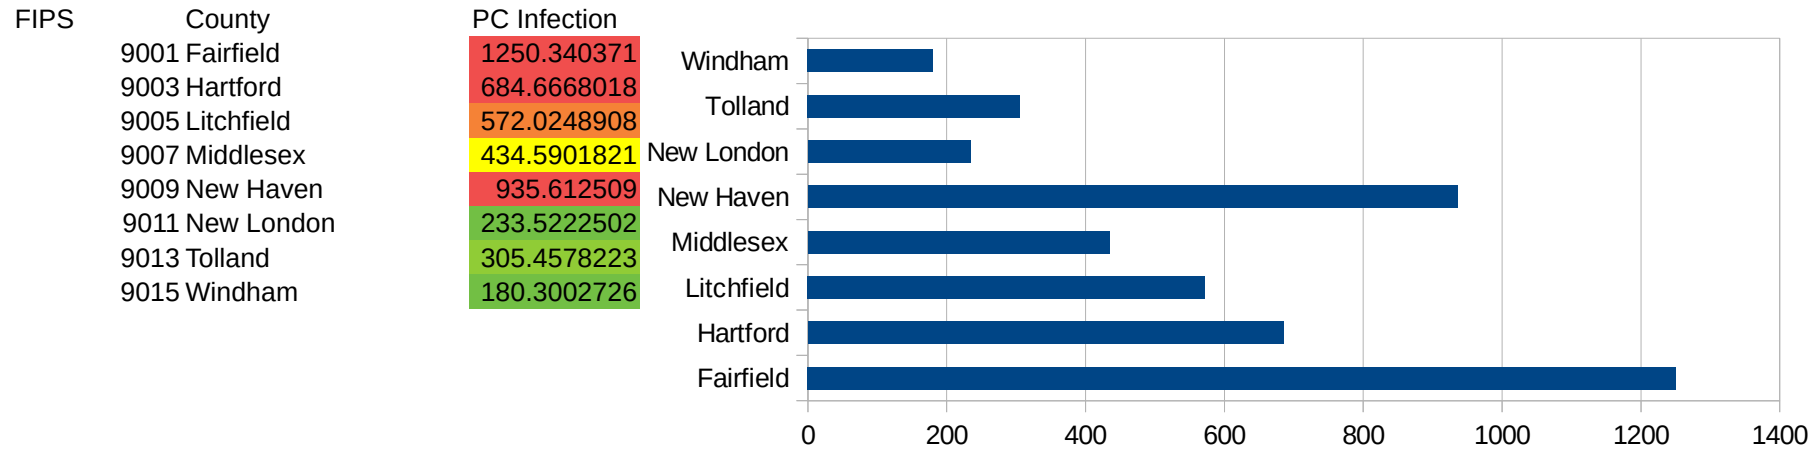 FIPS County PC Infection
9001 Fairfield 1250.340371
9003 Hartford 684.6668018
9005 Litchfield 572.0248908
9007 Middlesex 434.5901821
9009 New Haven 935.612509
9011 New London 233.5222502
9013 Tolland 305.4578223
9015 Windham 180.3002726
Windham
Tolland
New London
New Haven
Middlesex
Litchfield
Hartford
Fairfield
0 200 400 600 800 1000 1200 1400